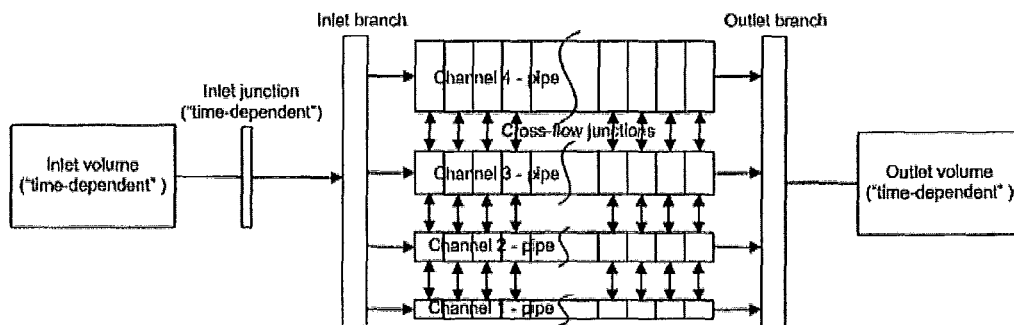 Inlet branch
Outlet branch
Inlet junction
("time-dependent")
Channel 4 - pipe
Cross-flow junctions
Inlet volume
("time-dependent" )
Channel 3 - pipe
Outlet volume
("time-dependent" )
Channel 2 - pipe
Channel 1 - pipe